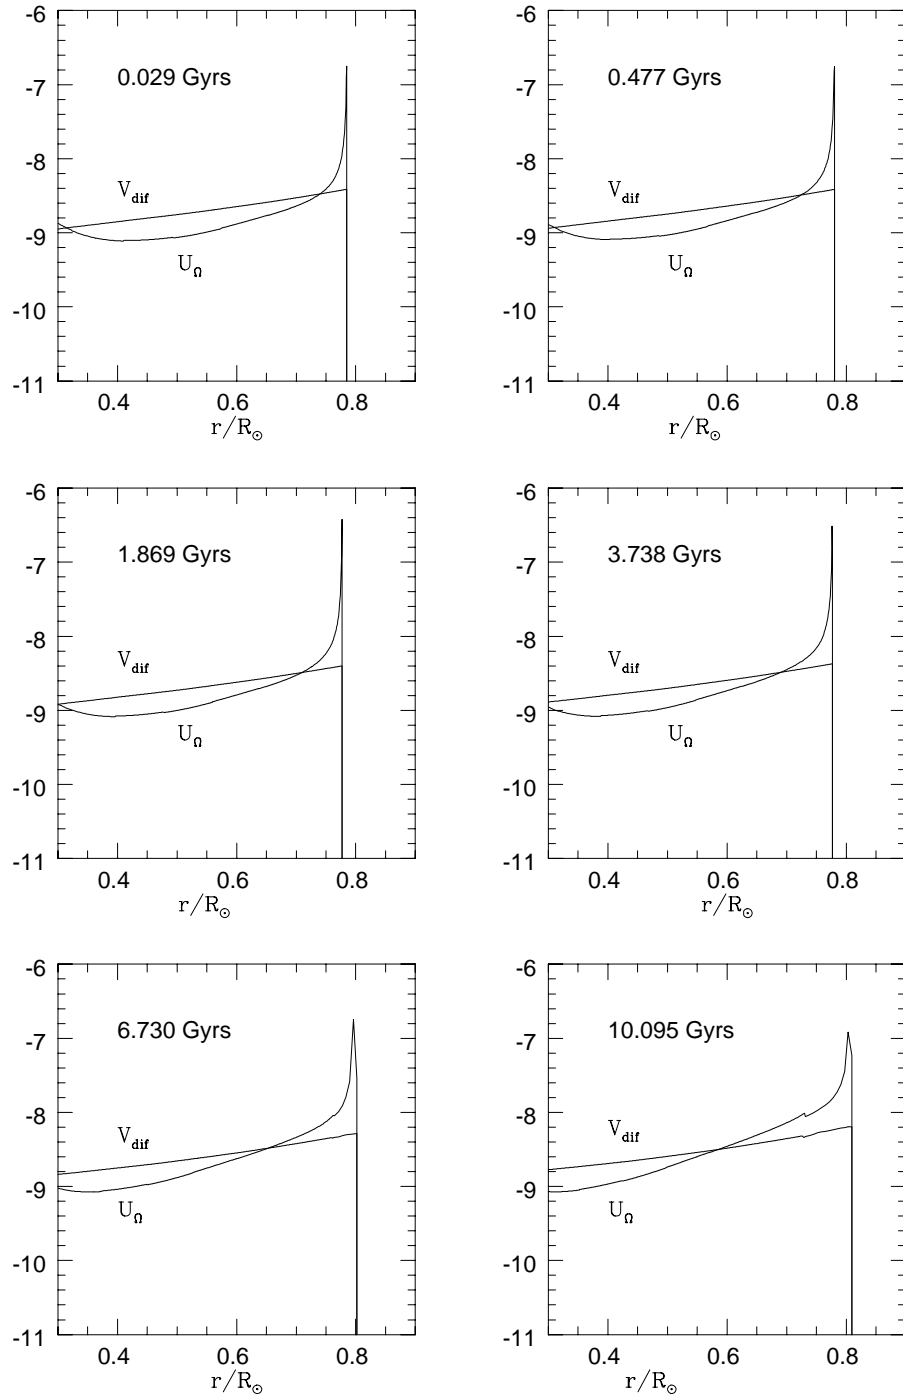 -6 -6
0.029 Gyrs 0.477 Gyrs
-7 -7
-8 -8
V_dif V_dif
-9 -9
U_Ω U_Ω
-10 -10
-11 -11
0.4 0.6 0.8 0.4 0.6 0.8
r/R_⊙ r/R_⊙
-6 -6
1.869 Gyrs 3.738 Gyrs
-7 -7
-8 -8
V_dif V_dif
-9 -9
U_Ω U_Ω
-10 -10
-11 -11
0.4 0.6 0.8 0.4 0.6 0.8
r/R_⊙ r/R_⊙
-6 -6
6.730 Gyrs 10.095 Gyrs
-7 -7
-8 -8
V_dif V_dif
-9 -9
U_Ω U_Ω
-10 -10
-11 -11
0.4 0.6 0.8 0.4 0.6 0.8
r/R_⊙ r/R_⊙